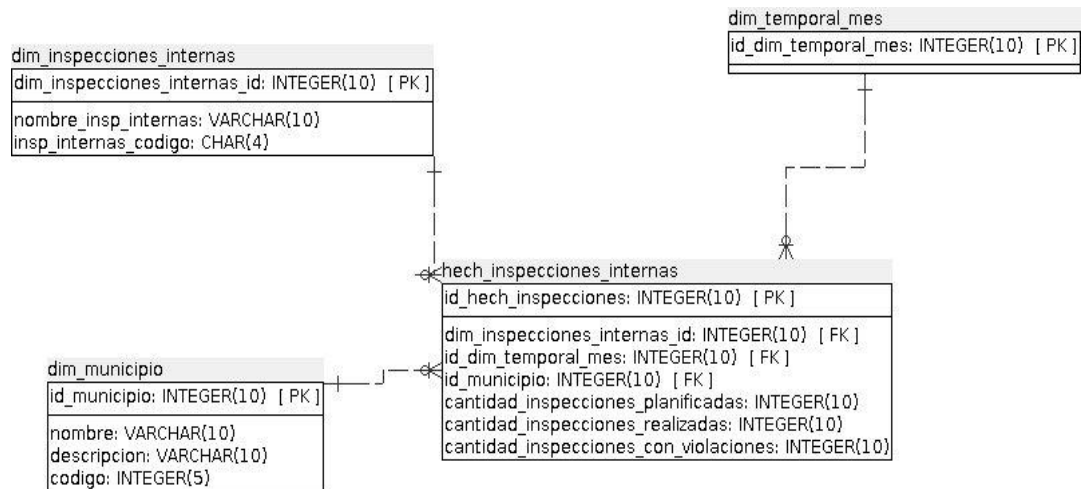 dim_temporal_mes
id_dim_temporal_mes: INTEGER(10) [ PK ]
dim_inspecciones_internas
dim_inspecciones_internas_id: INTEGER(10) [ PK ]
nombre_insp_internas: VARCHAR(10)
insp_internas_codigo: CHAR(4)
hech_inspecciones_internas
id_hech_inspecciones: INTEGER(10) [ PK ]
dim_inspecciones_internas_id: INTEGER(10) [ FK ]
id_dim_temporal_mes: INTEGER(10) [ FK ]
id_municipio: INTEGER(10) [ FK ]
cantidad_inspecciones_planificadas: INTEGER(10)
cantidad_inspecciones_realizadas: INTEGER(10)
cantidad_inspecciones_con_violaciones: INTEGER(10)
dim_municipio
id_municipio: INTEGER(10) [ PK ]
nombre: VARCHAR(10)
descripcion: VARCHAR(10)
codigo: INTEGER(5)